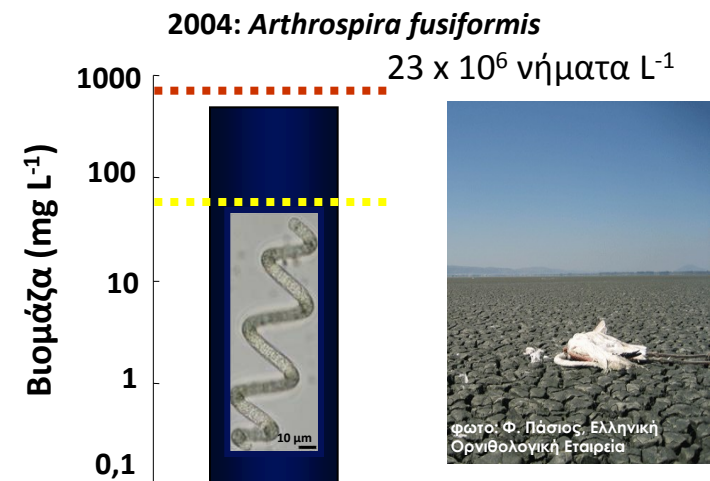 2004: Arthrospira fusiformis
23 x 10⁶ νήματα L⁻¹
Βιομάζα (mg L⁻¹)
1000
100
10
1
0,1
10 μm
φωτο: Φ. Πάσιος, Ελληνική
Ορνιθολογική Εταιρεία